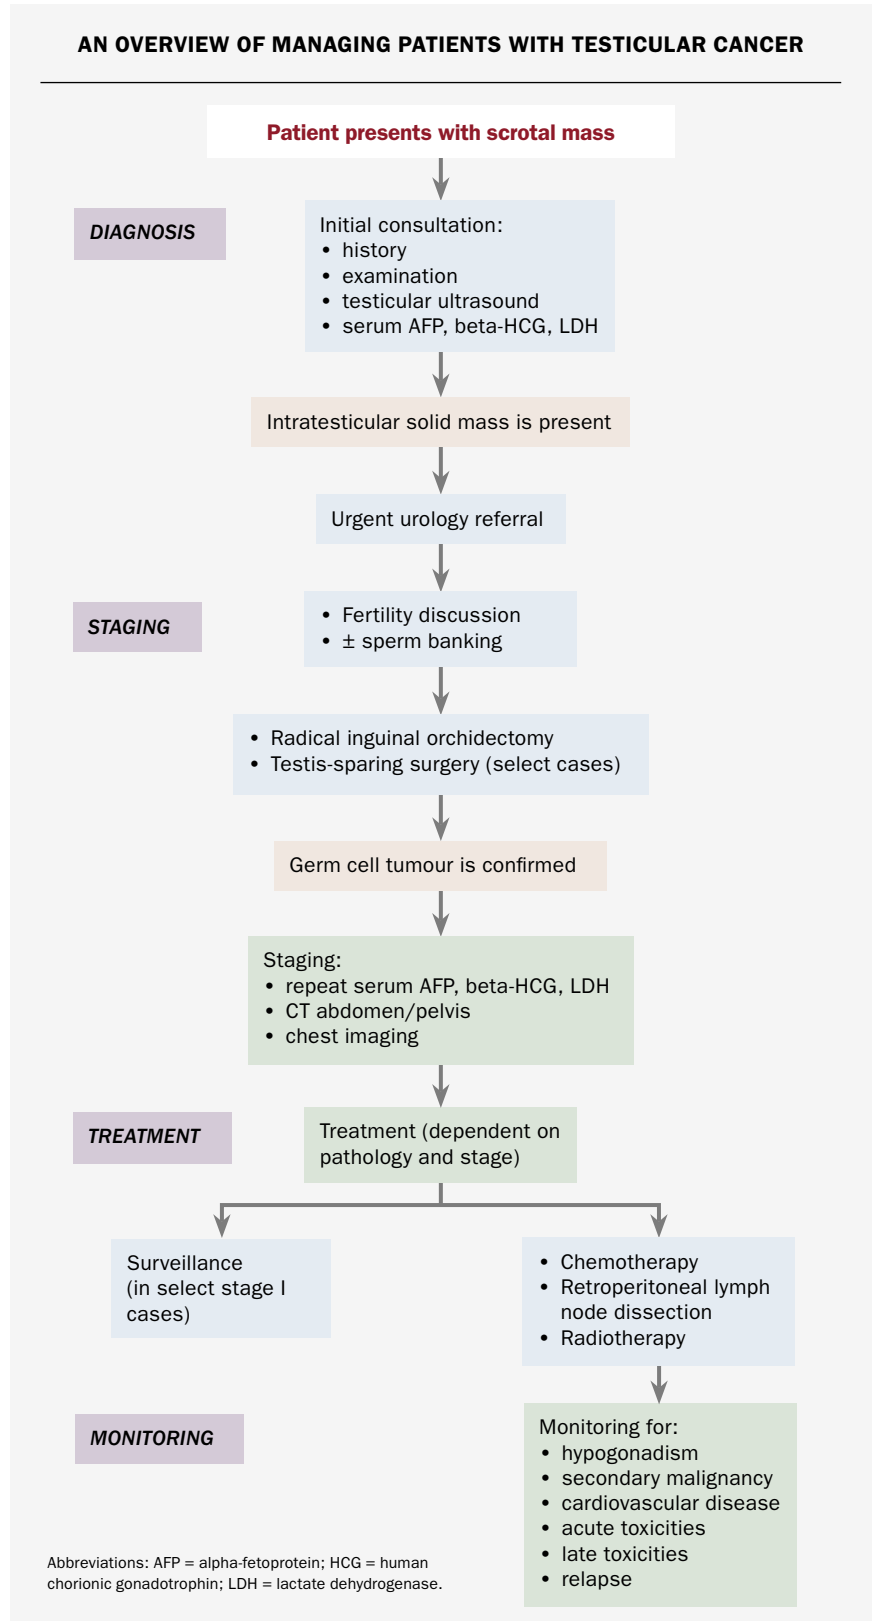 AN OVERVIEW OF MANAGING PATIENTS WITH TESTICULAR CANCER
Patient presents with scrotal mass
DIAGNOSIS
Initial consultation:
• history
• examination
• testicular ultrasound
• serum AFP, beta-HCG, LDH
Intratesticular solid mass is present
Urgent urology referral
STAGING
• Fertility discussion
• ± sperm banking
• Radical inguinal orchidectomy
• Testis-sparing surgery (select cases)
Germ cell tumour is confirmed
Staging:
• repeat serum AFP, beta-HCG, LDH
• CT abdomen/pelvis
• chest imaging
TREATMENT
Treatment (dependent on
pathology and stage)
Surveillance
(in select stage I
cases)
• Chemotherapy
• Retroperitoneal lymph
node dissection
• Radiotherapy
MONITORING
Monitoring for:
• hypogonadism
• secondary malignancy
• cardiovascular disease
• acute toxicities
• late toxicities
• relapse
Abbreviations: AFP = alpha-fetoprotein; HCG = human
chorionic gonadotrophin; LDH = lactate dehydrogenase.